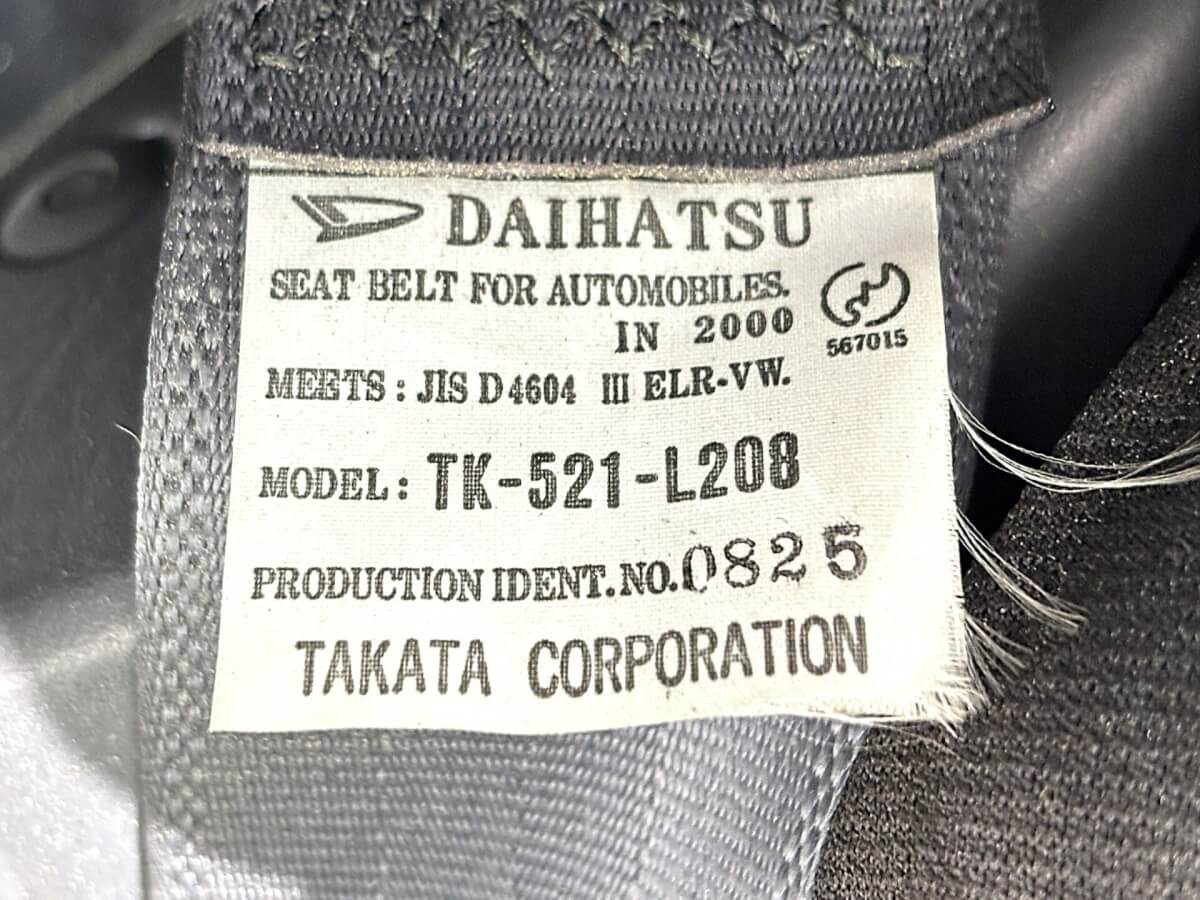 DAIHATSU
SEAT BELT FOR AUTOMOBILES.
IN 2000
567015
MEETS : JIS D 4604 III ELR-VW.
MODEL : TK-521-L208
PRODUCTION IDENT. NO. 0825
TAKATA CORPORATION